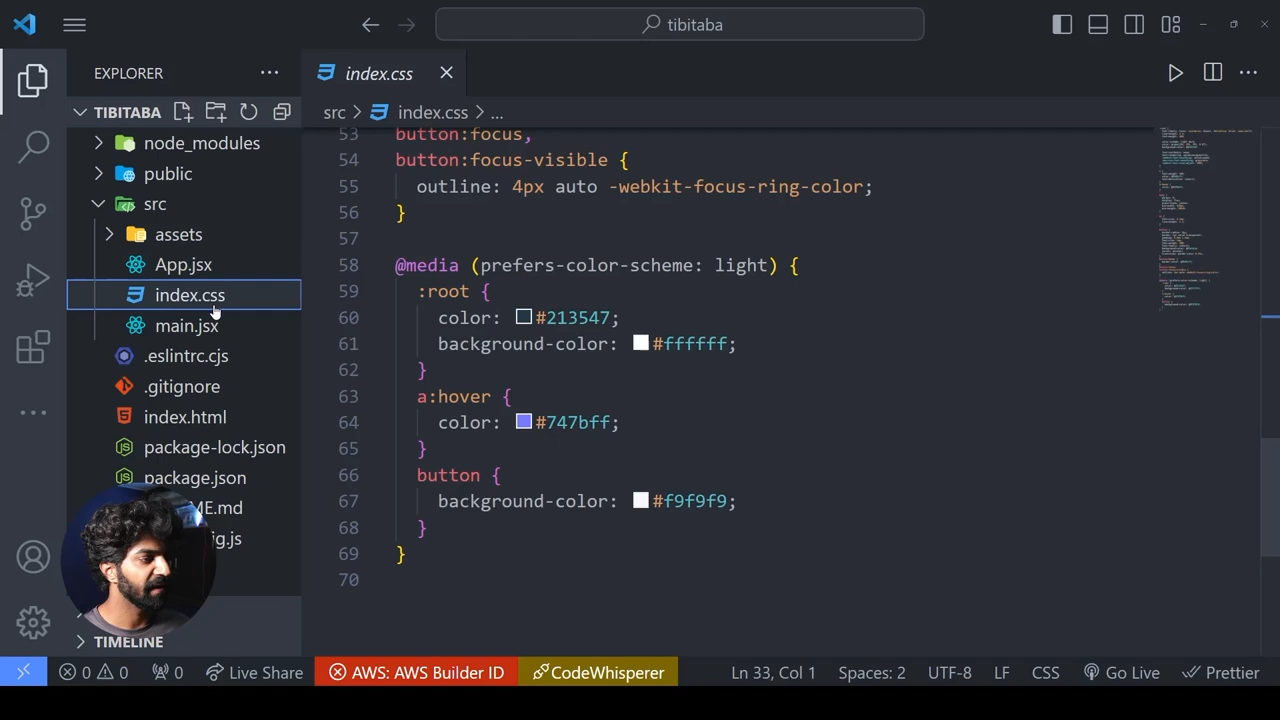 tibitaba
EXPLORER
TIBITABA
node_modules
public
src
assets
App.jsx
index.css
main.jsx
.eslintrc.cjs
.gitignore
index.html
package-lock.json
package.json
ME.md
ig.js
TIMELINE
index.css
src > index.css > ...
53 button:focus,
54 button:focus-visible {
55 outline: 4px auto -webkit-focus-ring-color;
56 }
57
58 @media (prefers-color-scheme: light) {
59 :root {
60 color: #213547;
61 background-color: #ffffff;
62 }
63 a:hover {
64 color: #747bff;
65 }
66 button {
67 background-color: #f9f9f9;
68 }
69 }
70
0 0 0 Live Share AWS: AWS Builder ID CodeWhisperer Ln 33, Col 1 Spaces: 2 UTF-8 LF CSS Go Live Prettier